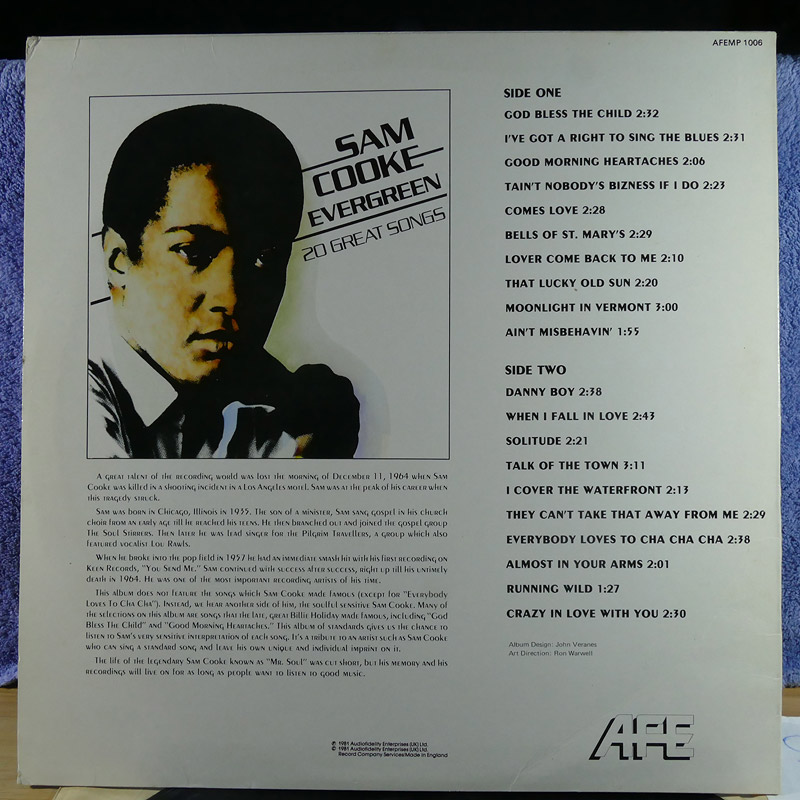 AFEMP 1006
SAM
COOKE
EVERGREEN
20 GREAT SONGS
A great talent of the recording world was lost the morning of December 11, 1964 when Sam
Cooke was killed in a shooting incident in a Los Angeles motel. Sam was at the peak of his career when
this tragedy struck.
Sam was born in Chicago, Illinois in 1935. The son of a minister, Sam sang gospel in his church
choir from an early age till he reached his teens. He then branched out and joined the gospel group
The Soul Stirrers. Then later he was lead singer for the Pilgrim Travellers, a group which also
featured vocalist Lou Rawls.
When he broke into the pop field in 1957 he had an immediate smash hit with his first recording on
Keen Records, "You Send Me." Sam continued with success after success, right up till his untimely
death in 1964. He was one of the most important recording artists of his time.
This album does not feature the songs which Sam Cooke made famous (except for "Everybody
Loves To Cha Cha"). Instead, we hear another side of him, the soulful sensitive Sam. Many of
the selections on this album are songs that the late, great Billie Holiday made famous, including "God
Bless The Child" and "Good Morning Heartaches." This album of standards gives us the chance to
listen to Sam's very sensitive interpretation of each song. It's a tribute to an artist such as Sam Cooke
who can sing a standard song and leave his own unique and individual imprint on it.
The life of the legendary Sam Cooke known as "Mr. Soul" was cut short, but his memory and his
recordings will live on for as long as people want to listen to good music.
℗ 1981 Audiofidelity Enterprises (UK) Ltd.
© 1981 Audiofidelity Enterprises (UK) Ltd.
Record Company Services/Made in England
SIDE ONE
GOD BLESS THE CHILD 2:32
I'VE GOT A RIGHT TO SING THE BLUES 2:31
GOOD MORNING HEARTACHES 2:06
TAIN'T NOBODY'S BIZNESS IF I DO 2:23
COMES LOVE 2:28
BELLS OF ST. MARY'S 2:29
LOVER COME BACK TO ME 2:10
THAT LUCKY OLD SUN 2:20
MOONLIGHT IN VERMONT 3:00
AIN'T MISBEHAVIN' 1:55
SIDE TWO
DANNY BOY 2:38
WHEN I FALL IN LOVE 2:43
SOLITUDE 2:21
TALK OF THE TOWN 3:11
I COVER THE WATERFRONT 2:13
THEY CAN'T TAKE THAT AWAY FROM ME 2:29
EVERYBODY LOVES TO CHA CHA CHA 2:38
ALMOST IN YOUR ARMS 2:01
RUNNING WILD 1:27
CRAZY IN LOVE WITH YOU 2:30
Album Design: John Veranes
Art Direction: Ron Warwell
AFE